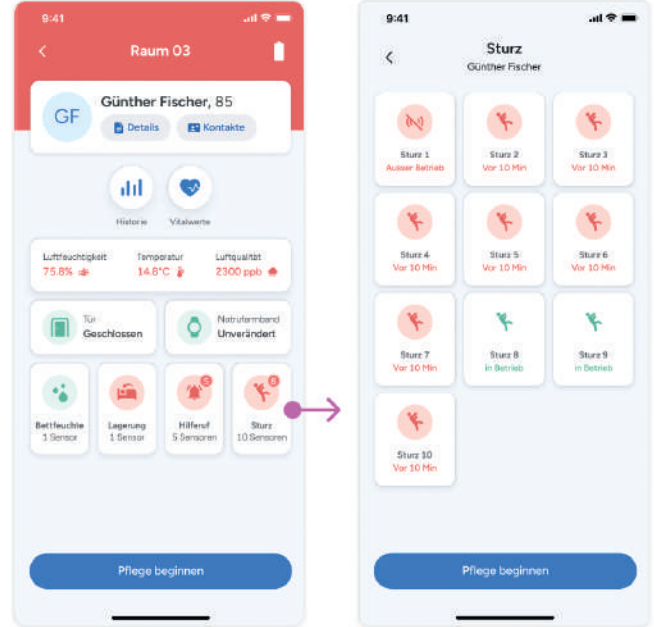 9:41
Raum 03
GF
Günther Fischer, 85
Details
Kontakte
Historie
Vitalwerte
Luftfeuchtigkeit
Temperatur
Luftqualität
75.8%
14.8°C
2300 ppb
Tür
Geschlossen
Notrufarmband
Unverändert
5
8
Bettfeuchte
Lagerung
Hilferuf
Sturz
1 Sensor
1 Sensor
5 Sensoren
10 Sensoren
Pflege beginnen
9:41
Sturz
Günther Fischer
Sturz 1
Ausser Betrieb
Sturz 2
Vor 10 Min
Sturz 3
Vor 10 Min
Sturz 4
Vor 10 Min
Sturz 5
Vor 10 Min
Sturz 6
Vor 10 Min
Sturz 7
Vor 10 Min
Sturz 8
in Betrieb
Sturz 9
in Betrieb
Sturz 10
Vor 10 Min
Pflege beginnen